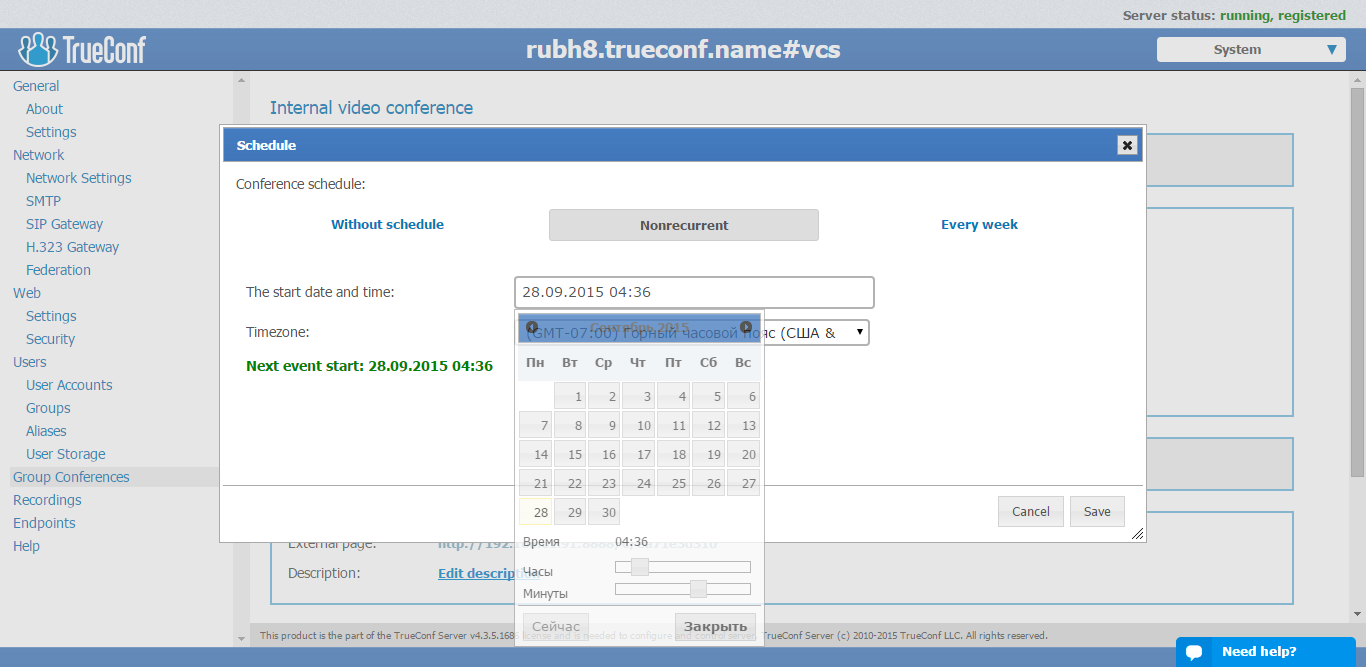 Server status: running, registered
TrueConf
rubh8.trueconf.name#vcs
System
General
About
Settings
Network
Network Settings
SMTP
SIP Gateway
H.323 Gateway
Federation
Web
Settings
Security
Users
User Accounts
Groups
Aliases
User Storage
Group Conferences
Recordings
Endpoints
Help
Internal video conference
Schedule
Conference schedule:
Without schedule
Nonrecurrent
Every week
The start date and time:
28.09.2015 04:36
Timezone:
(GMT-07:00) Горный часовой пояс (США &
Next event start: 28.09.2015 04:36
Сентябрь 2015
Пн Вт Ср Чт Пт Сб Вс
1 2 3 4 5 6
7 8 9 10 11 12 13
14 15 16 17 18 19 20
21 22 23 24 25 26 27
28 29 30
Время 04:36
Часы
Минуты
Сейчас Закрыть
Cancel Save
External page:
Description: Edit description
This product is the part of the TrueConf Server v4.3.5.1688 license and is needed to configure and control server. TrueConf Server (c) 2010-2015 TrueConf LLC. All rights reserved.
Need help?